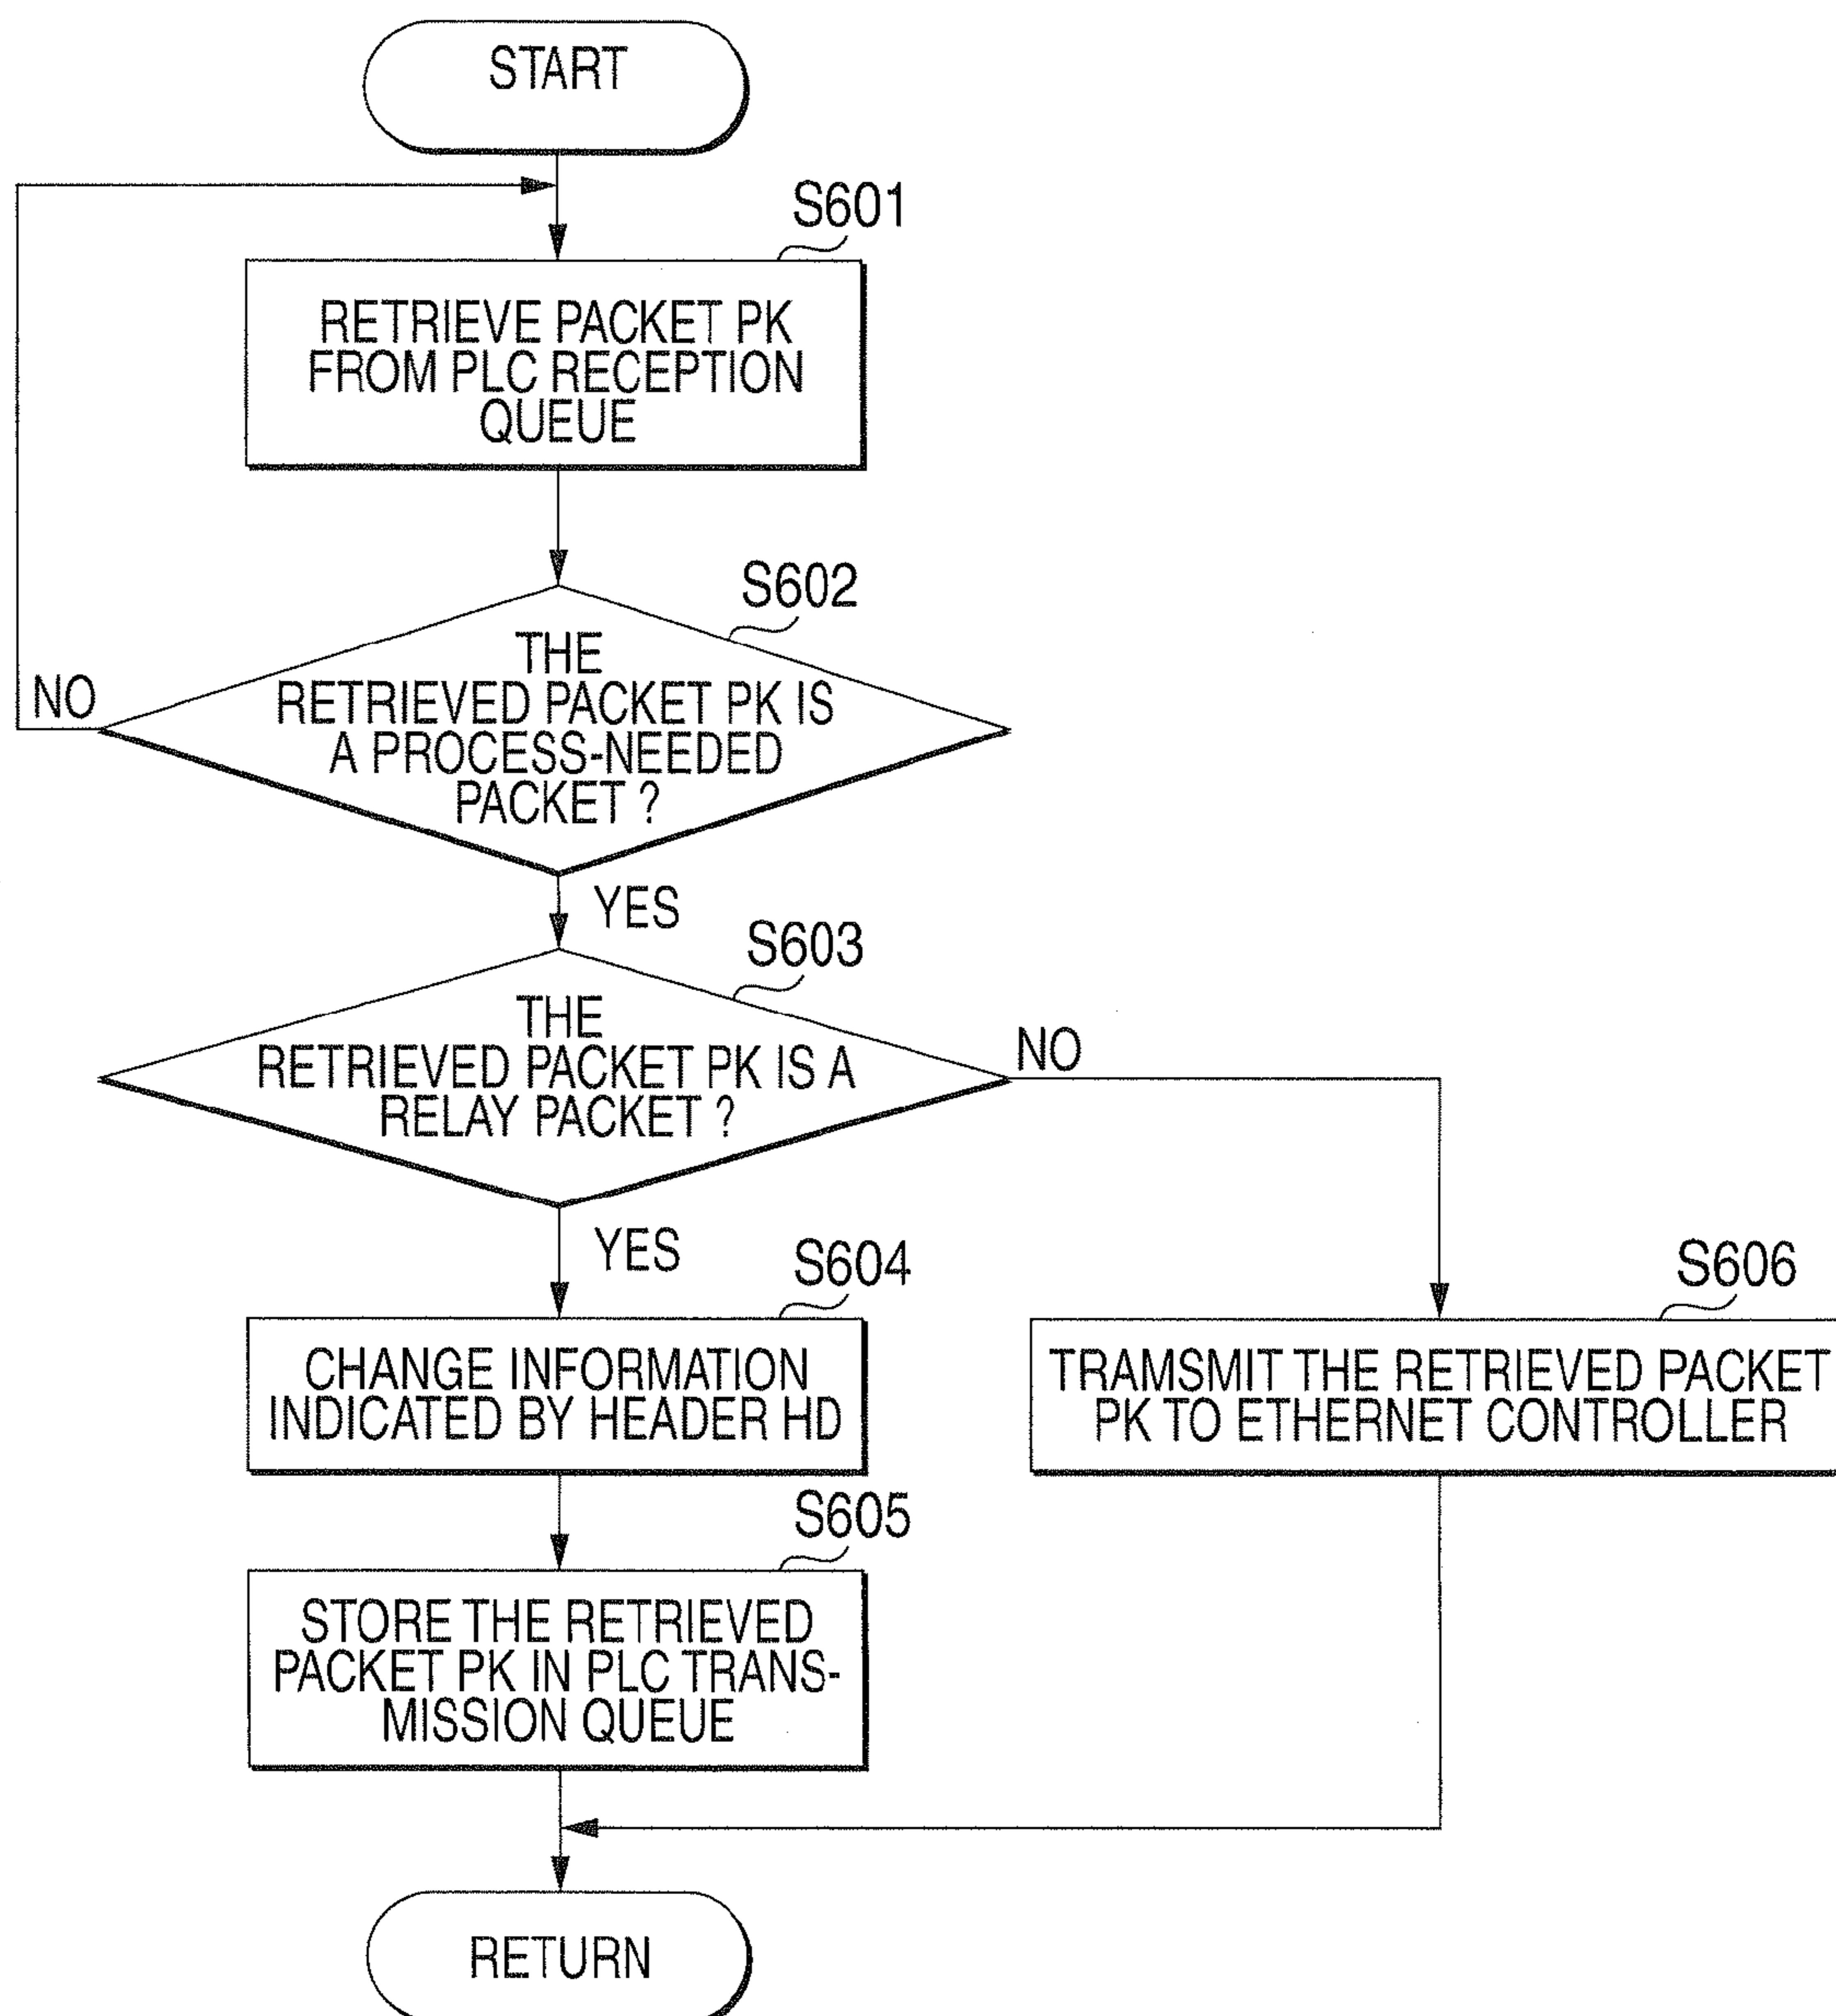 START
S601
RETRIEVE PACKET PK
FROM PLC RECEPTION
QUEUE
S602
THE
RETRIEVED PACKET PK IS
A PROCESS-NEEDED
PACKET ?
NO
YES
S603
THE
RETRIEVED PACKET PK IS A
RELAY PACKET ?
NO
YES
S604
CHANGE INFORMATION
INDICATED BY HEADER HD
S606
TRAMSMIT THE RETRIEVED PACKET
PK TO ETHERNET CONTROLLER
S605
STORE THE RETRIEVED
PACKET PK IN PLC TRANS-
MISSION QUEUE
RETURN